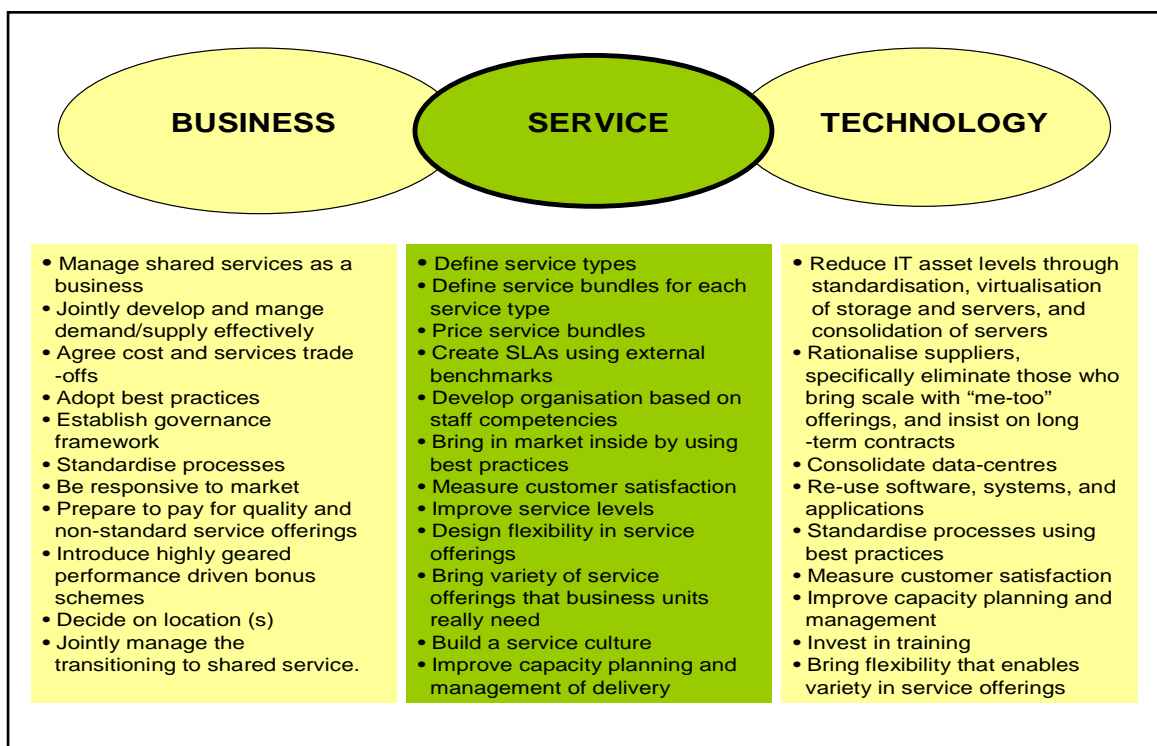 BUSINESS
SERVICE
TECHNOLOGY
• Manage shared services as a
business
• Jointly develop and mange
demand/supply effectively
• Agree cost and services trade
-offs
• Adopt best practices
• Establish governance
framework
• Standardise processes
• Be responsive to market
• Prepare to pay for quality and
non-standard service offerings
• Introduce highly geared
performance driven bonus
schemes
• Decide on location (s)
• Jointly manage the
transitioning to shared service.
• Define service types
• Define service bundles for each
service type
• Price service bundles
• Create SLAs using external
benchmarks
• Develop organisation based on
staff competencies
• Bring in market inside by using
best practices
• Measure customer satisfaction
• Improve service levels
• Design flexibility in service
offerings
• Bring variety of service
offerings that business units
really need
• Build a service culture
• Improve capacity planning and
management of delivery
• Reduce IT asset levels through
standardisation, virtualisation
of storage and servers, and
consolidation of servers
• Rationalise suppliers,
specifically eliminate those who
bring scale with “me-too”
offerings, and insist on long
-term contracts
• Consolidate data-centres
• Re-use software, systems, and
applications
• Standardise processes using
best practices
• Measure customer satisfaction
• Improve capacity planning and
management
• Invest in training
• Bring flexibility that enables
variety in service offerings